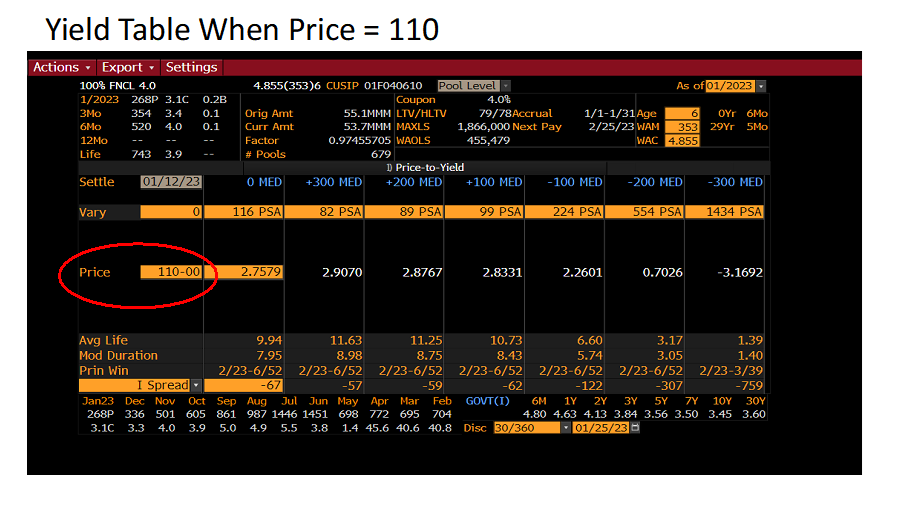 Yield Table When Price = 110
Actions Export Settings
100% FNCL 4.0 4.855(353)6 CUSIP 01F040610 Pool Level As of 01/2023
1/2023 268P 3.1C 0.2B Coupon 4.0%
3Mo 354 3.4 0.1 Orig Amt 55.1MMM LTV/HLTV 79/78 Accrual 1/1-1/31 Age 6 0Yr 6Mo
6Mo 520 4.0 0.1 Curr Amt 53.7MMM MAXLS 1,866,000 Next Pay 2/25/23 WAM 353 29Yr 5Mo
12Mo -- -- -- Factor 0.97455705 WAOLS 455,479 WAC 4.855
Life 743 3.9 -- # Pools 679
1) Price-to-Yield
Settle 01/12/23 0 MED +300 MED +200 MED +100 MED -100 MED -200 MED -300 MED
Vary 0 116 PSA 82 PSA 89 PSA 99 PSA 224 PSA 554 PSA 1434 PSA
Price 110-00 2.7579 2.9070 2.8767 2.8331 2.2601 0.7026 -3.1692
Avg Life 9.94 11.63 11.25 10.73 6.60 3.17 1.39
Mod Duration 7.95 8.98 8.75 8.43 5.74 3.05 1.40
Prin Win 2/23-6/52 2/23-6/52 2/23-6/52 2/23-6/52 2/23-6/52 2/23-6/52 2/23-3/39
I Spread -67 -57 -59 -62 -122 -307 -759
Jan23 Dec Nov Oct Sep Aug Jul Jun May Apr Mar Feb GOVT(I) 6M 1Y 2Y 3Y 5Y 7Y 10Y 30Y
268P 336 501 605 861 987 1446 1451 698 772 695 704 4.80 4.63 4.13 3.84 3.56 3.50 3.45 3.60
3.1C 3.3 4.0 3.9 5.0 4.9 5.5 3.8 1.4 45.6 40.6 40.8 Disc 30/360 01/25/23